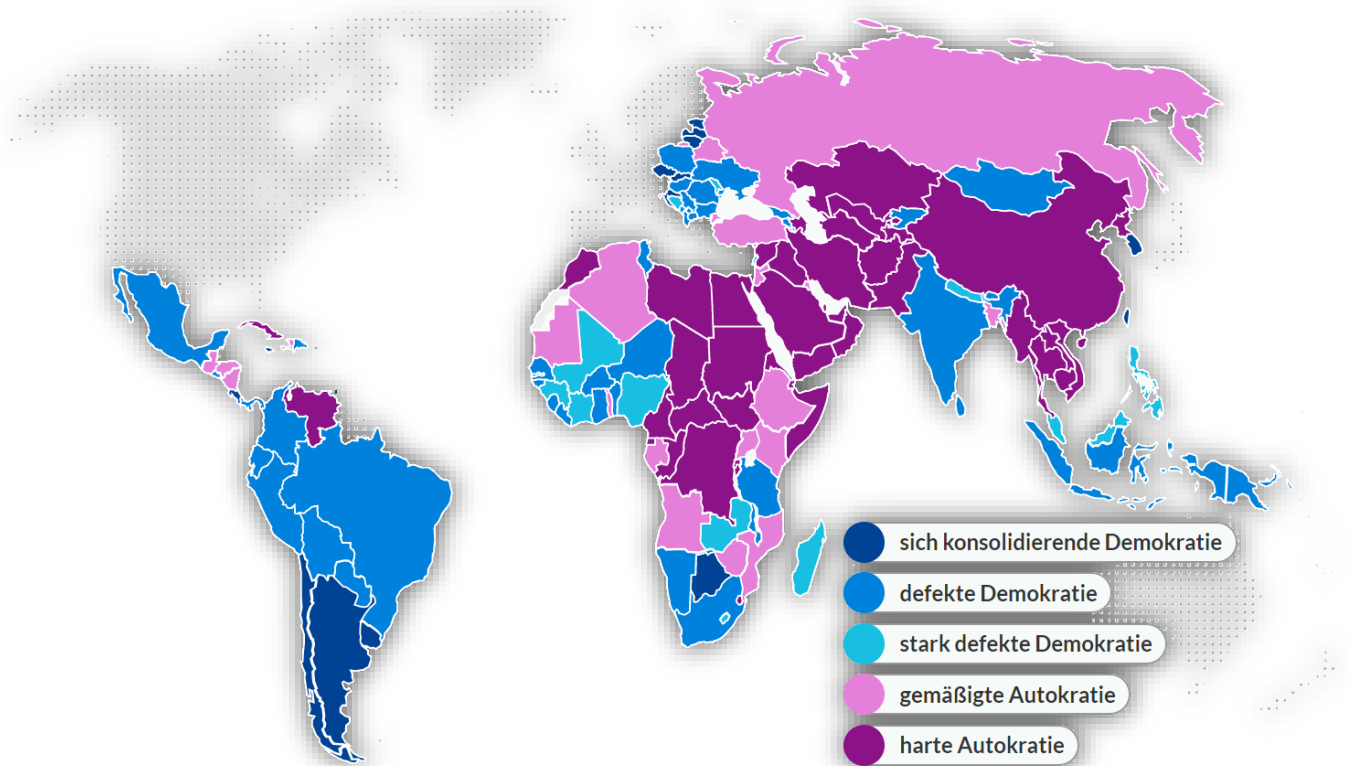 sich konsolidierende Demokratie
defekte Demokratie
stark defekte Demokratie
gemäßigte Autokratie
harte Autokratie